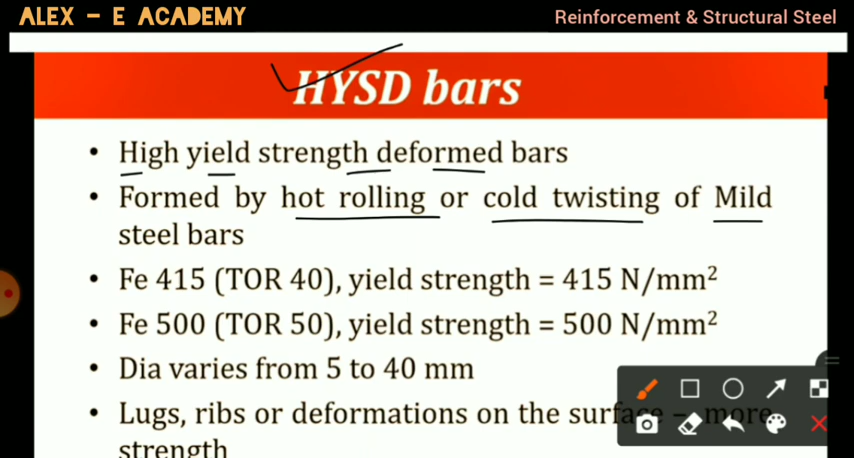 ALEX – E ACADEMY
Reinforcement & Structural Steel
HYSD bars
• High yield strength deformed bars
• Formed by hot rolling or cold twisting of Mild
steel bars
• Fe 415 (TOR 40), yield strength = 415 N/mm²
• Fe 500 (TOR 50), yield strength = 500 N/mm²
• Dia varies from 5 to 40 mm
• Lugs, ribs or deformations on the surface – more
strength